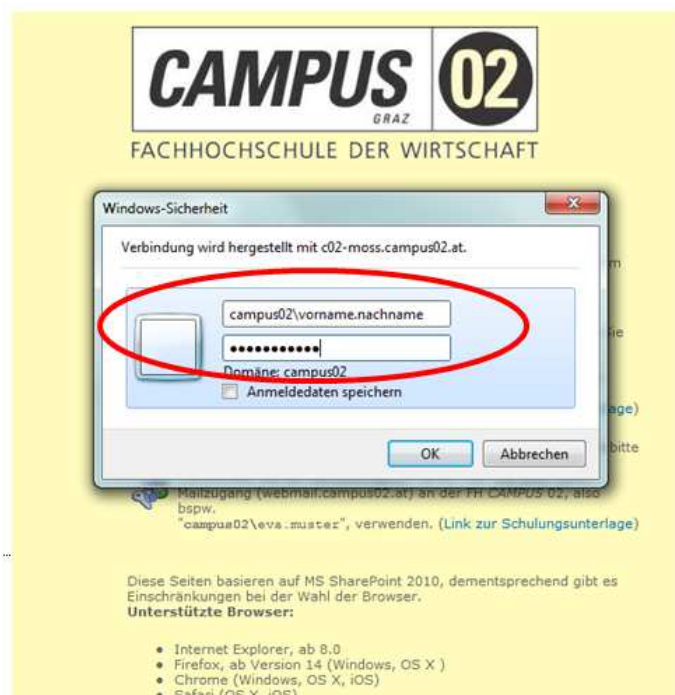 CAMPUS 02
GRAZ
FACHHOCHSCHULE DER WIRTSCHAFT
Windows-Sicherheit
Verbindung wird hergestellt mit c02-moss.campus02.at.
m
campus02\vorname.nachname
ie
●●●●●●●●●●●
Domäne: campus02
Anmeldedaten speichern
age)
OK Abbrechen
bitte
Mailzugang (webmail.campus02.at) an der FH CAMPUS 02, also
bspw.
"campus02\eva.muster", verwenden. (Link zur Schulungsunterlage)
...
Diese Seiten basieren auf MS SharePoint 2010, dementsprechend gibt es
Einschränkungen bei der Wahl der Browser.
Unterstützte Browser:
● Internet Explorer, ab 8.0
● Firefox, ab Version 14 (Windows, OS X )
● Chrome (Windows, OS X, iOS)
● Safari (OS X, iOS)